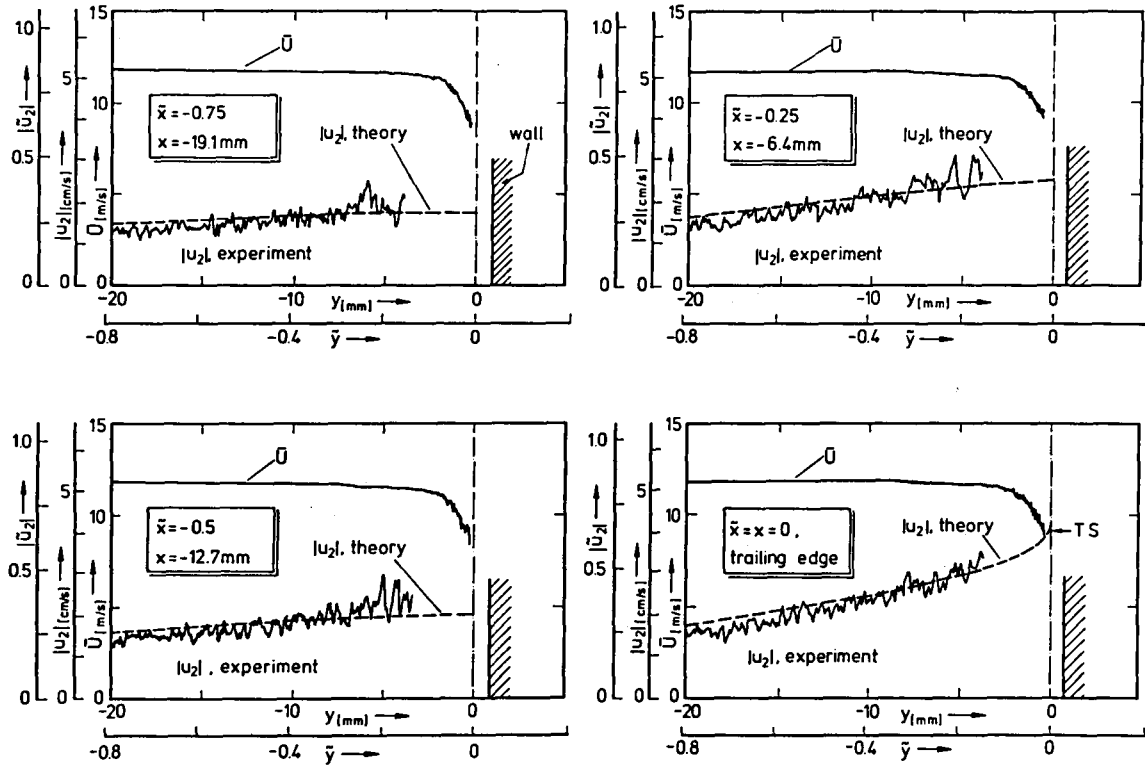 1.0
15
Ū
|ũ₂|
5
10
x̃ = -0.75
x = -19.1mm
|u₂|, theory
wall
0.5
|u₂| [cm/s]
Ū [m/s]
|u₂|, experiment
0
0
0
-20
-10
0
y [mm]
-0.8
-0.4
0
ỹ
1.0
15
Ū
|ũ₂|
5
10
x̃ = -0.25
x = -6.4mm
|u₂|, theory
0.5
|u₂| [cm/s]
Ū [m/s]
|u₂|, experiment
0
0
0
-20
-10
0
y [mm]
-0.8
-0.4
0
ỹ
1.0
15
Ū
|ũ₂|
5
10
x̃ = -0.5
x = -12.7mm
|u₂|, theory
0.5
|u₂| [cm/s]
Ū [m/s]
|u₂|, experiment
0
0
0
-20
-10
0
y [mm]
-0.8
-0.4
0
ỹ
1.0
15
Ū
|ũ₂|
5
10
x̃ = x = 0,
trailing edge
|u₂|, theory
TS
0.5
|u₂| [cm/s]
Ū [m/s]
|u₂|, experiment
0
0
0
-20
-10
0
y [mm]
-0.8
-0.4
0
ỹ